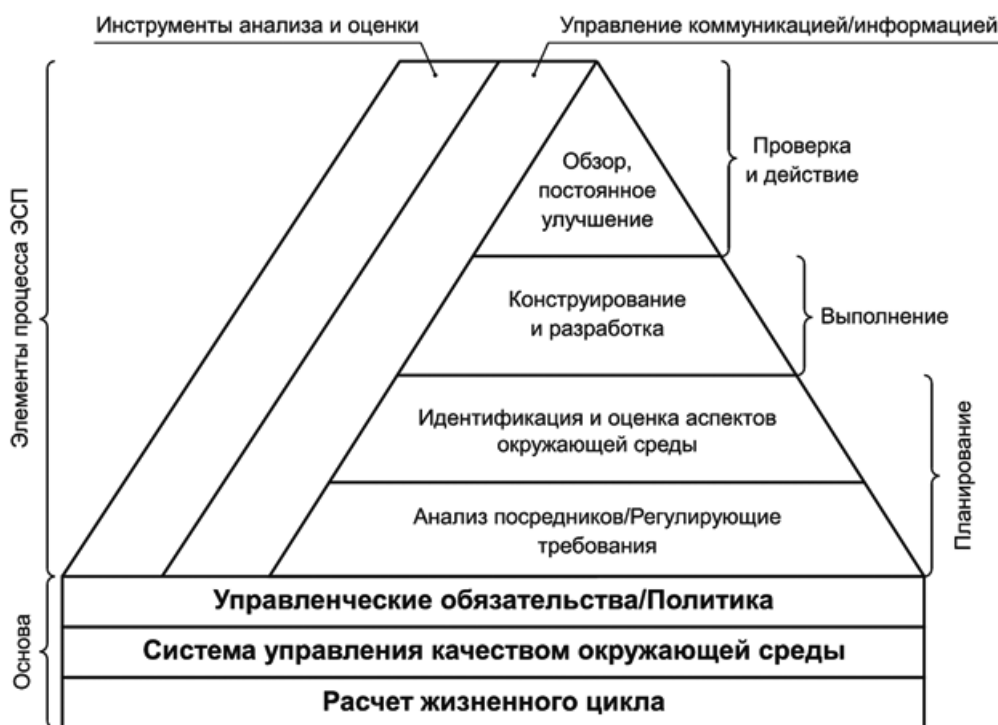 Инструменты анализа и оценки
Управление коммуникацией/информацией
Элементы процесса ЭСП
Обзор,
постоянное
улучшение
Проверка
и действие
Конструирование
и разработка
Выполнение
Идентификация и оценка аспектов
окружающей среды
Анализ посредников/Регулирующие
требования
Планирование
Основа
Управленческие обязательства/Политика
Система управления качеством окружающей среды
Расчет жизненного цикла